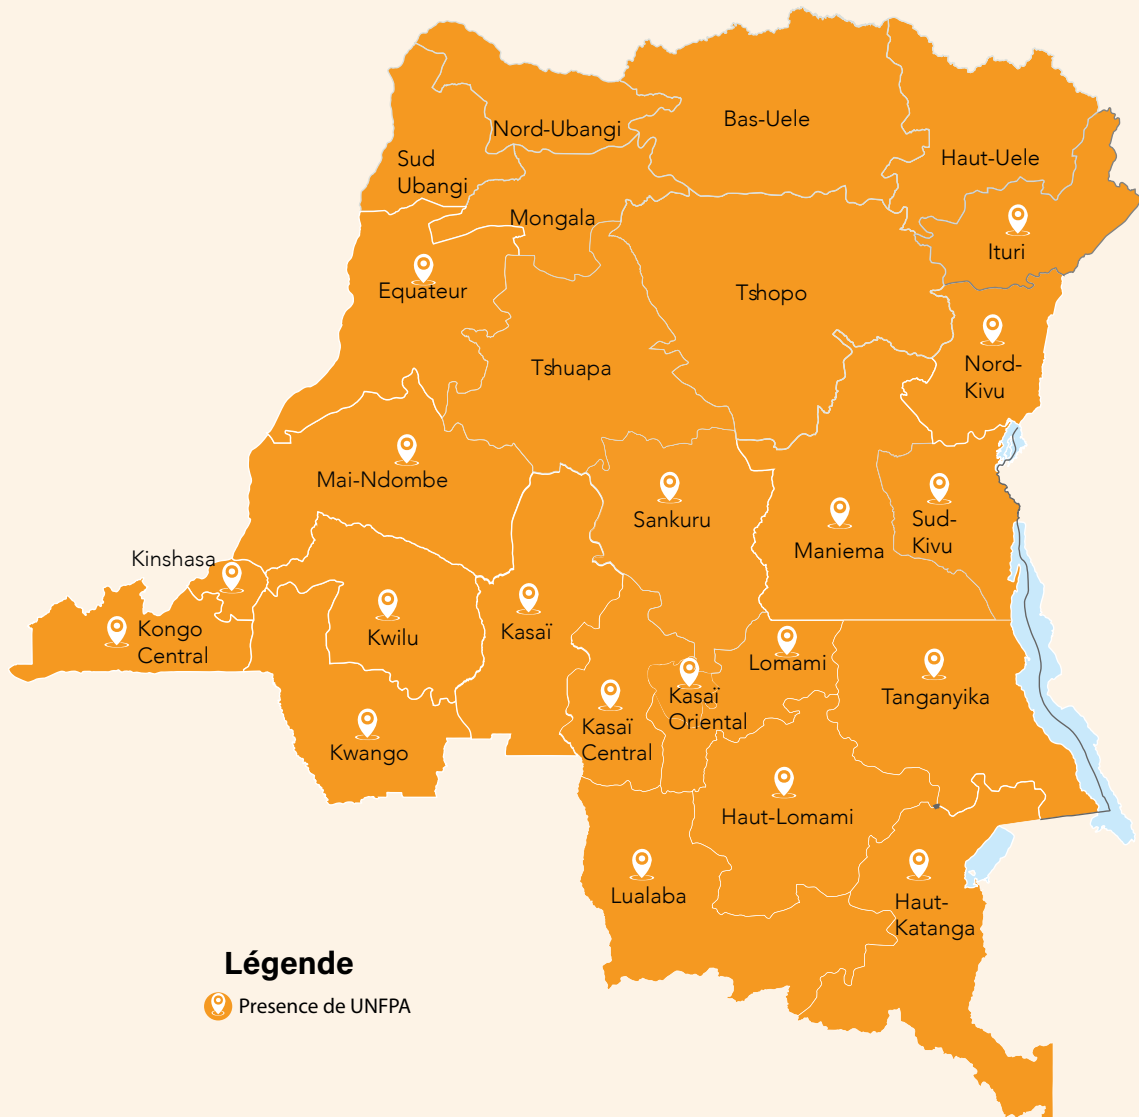 Bas-Uele
Nord-Ubangi
Sud
Ubangi
Haut-Uele
Mongala
Ituri
Equateur
Tshopo
Tshuapa
Nord-
Kivu
Mai-Ndombe
Sankuru
Sud-
Kivu
Maniema
Kinshasa
Kongo
Central
Kwilu
Kasaï
Lomami
Kasaï
Oriental
Tanganyika
Kasaï
Central
Kwango
Haut-Lomami
Lualaba
Haut-
Katanga
Légende
Presence de UNFPA